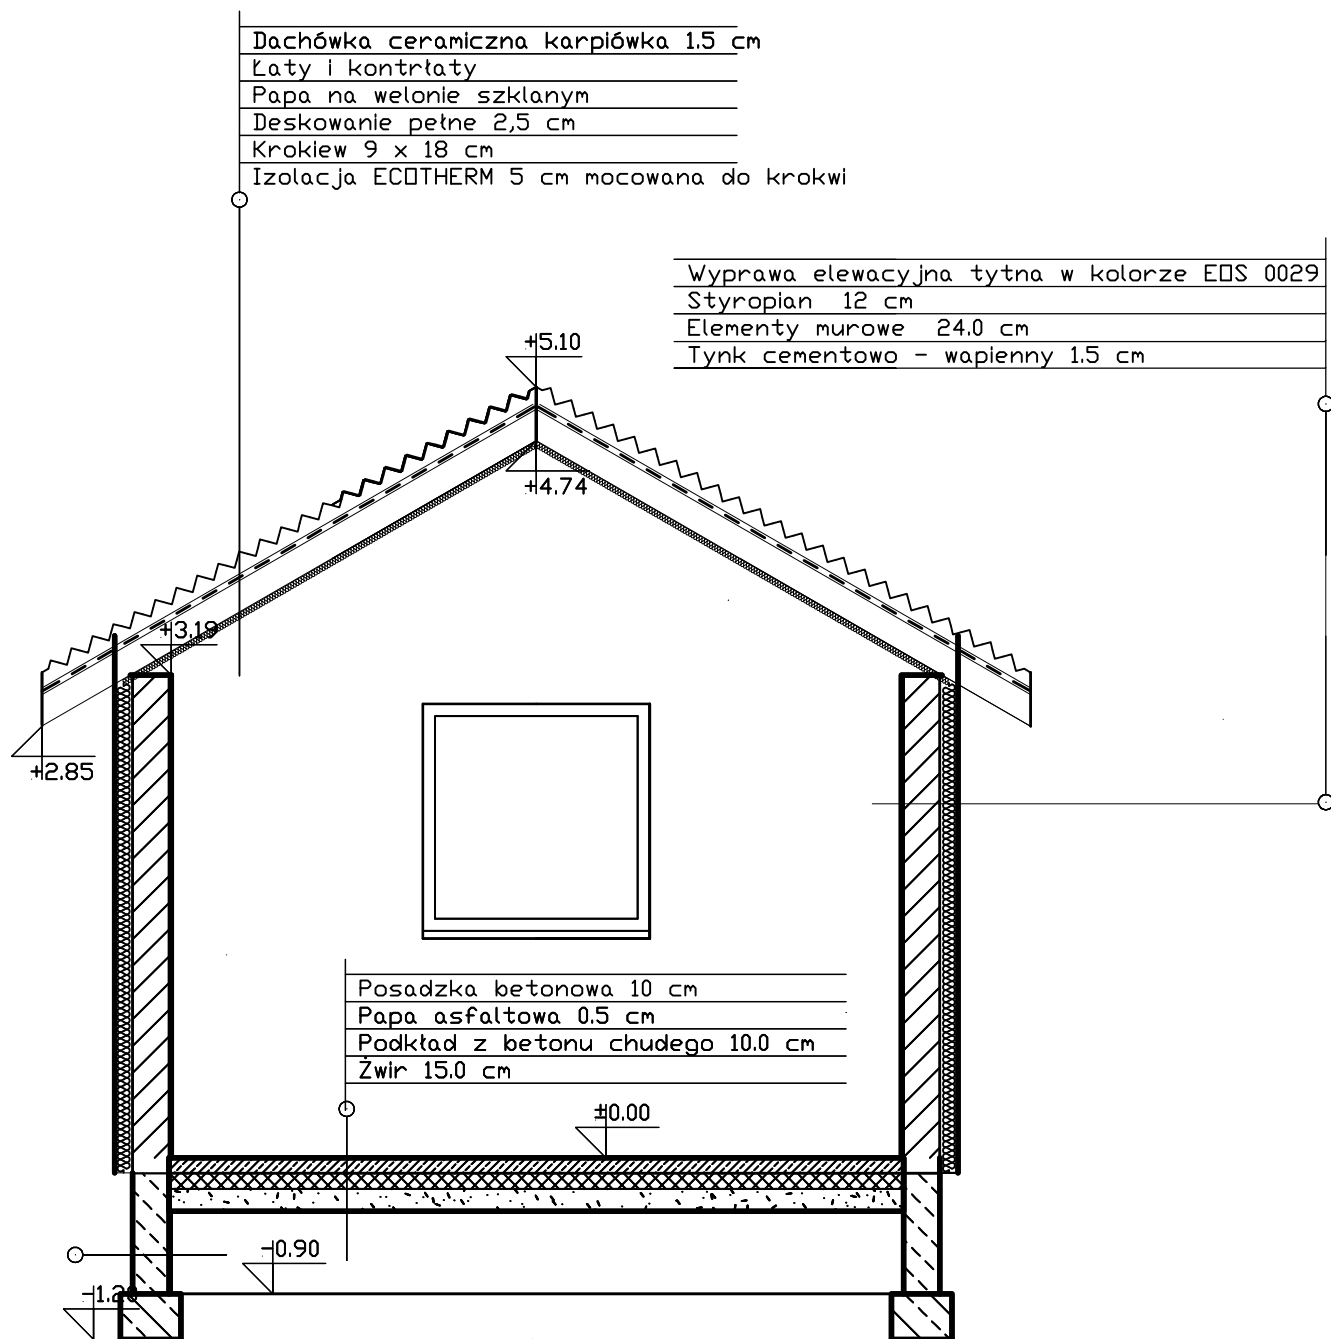 Dachówka ceramiczna karpiówka 1.5 cm
Łaty i kontrłaty
Papa na welonie szklanym
Deskowanie pełne 2,5 cm
Krokiew 9 x 18 cm
Izolacja ECOTHERM 5 cm mocowana do krokwi
Wyprawa elewacyjna tytna w kolorze EOS 0029
Styropian 12 cm
Elementy murowe 24.0 cm
Tynk cementowo - wapienny 1.5 cm
+5.10
+4.74
+3.19
+2.85
Posadzka betonowa 10 cm
Papa asfaltowa 0.5 cm
Podkład z betonu chudego 10.0 cm
Żwir 15.0 cm
±0.00
-0.90